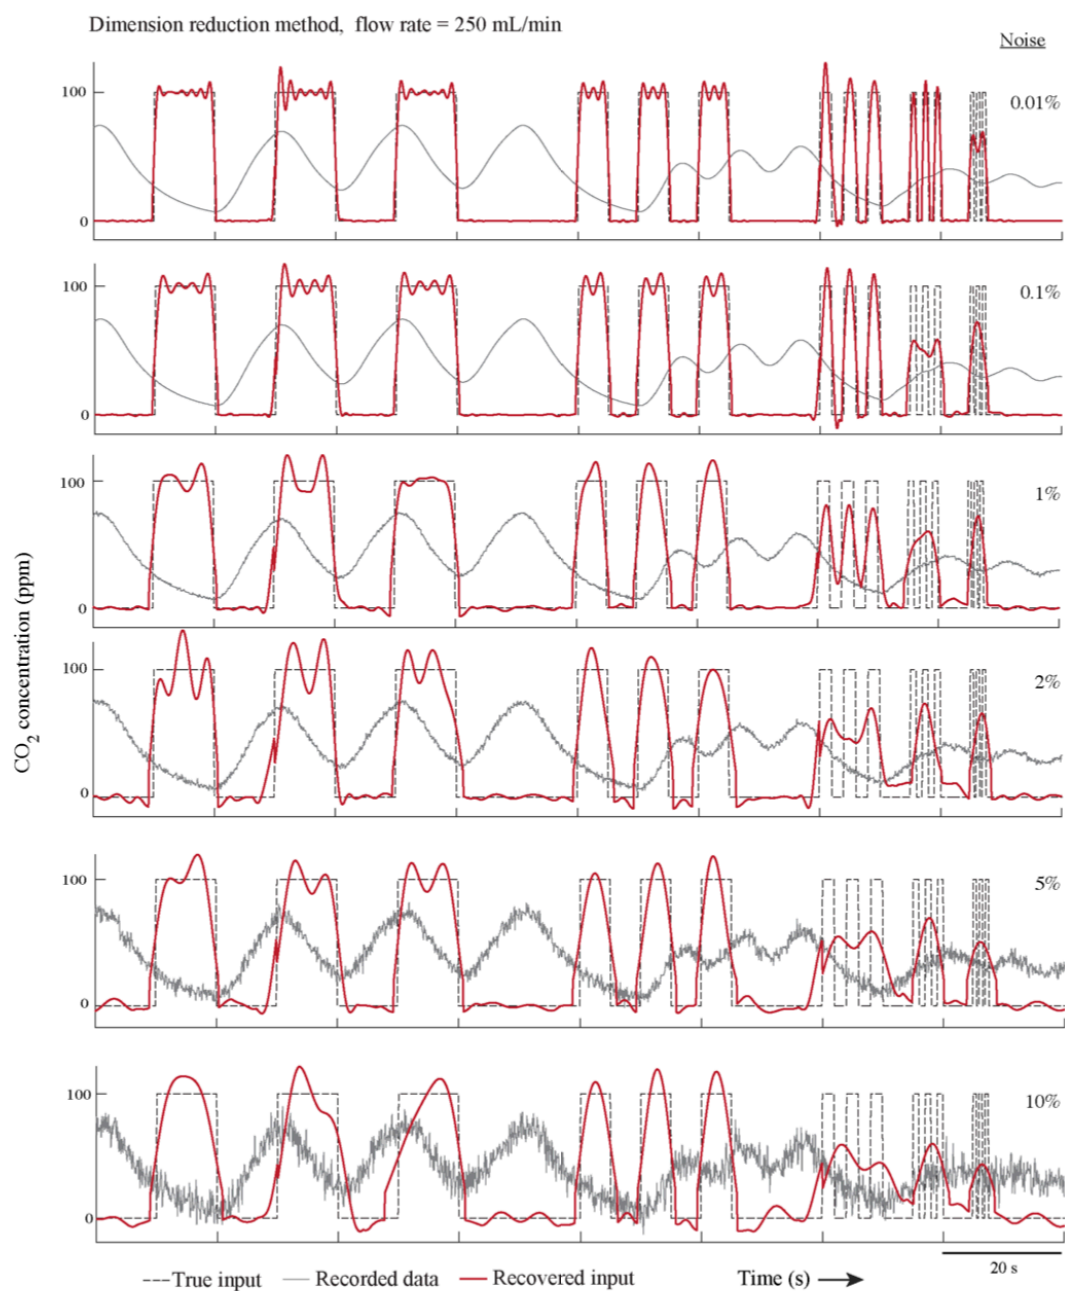 Dimension reduction method, flow rate = 250 mL/min
Noise
100
0.01%
0
100
0.1%
0
100
1%
0
100
2%
0
CO2 concentration (ppm)
100
5%
0
100
10%
0
20 s
True input
Recorded data
Recovered input
Time (s)